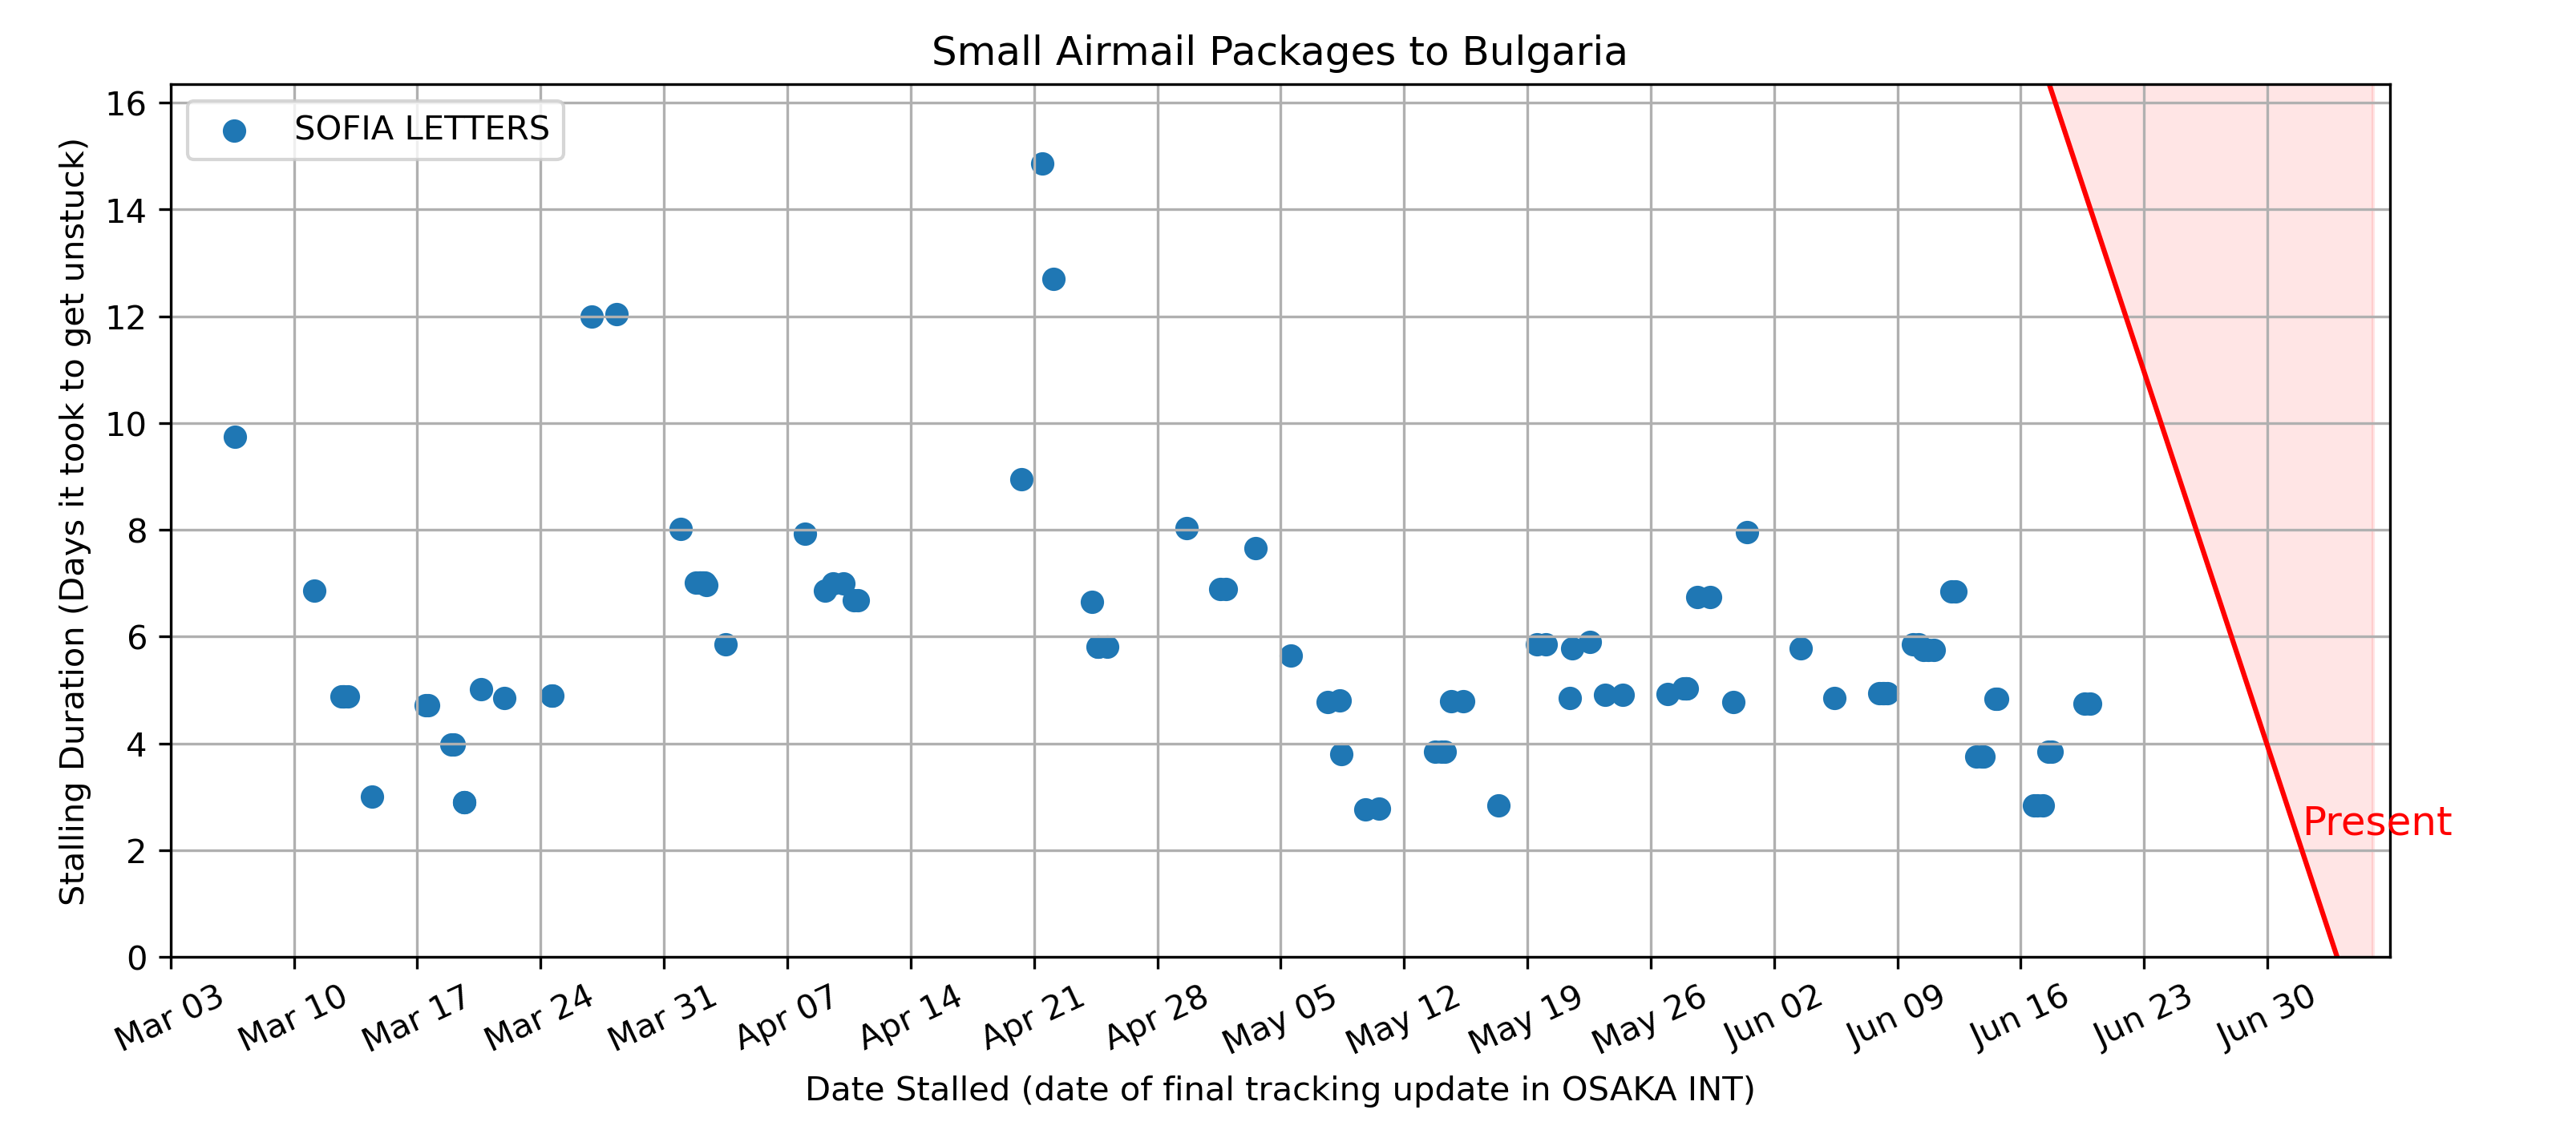 Small Airmail Packages to Bulgaria
SOFIA LETTERS
Stalling Duration (Days it took to get unstuck)
16
14
12
10
8
6
4
2
0
Present
Mar 03
Mar 10
Mar 17
Mar 24
Mar 31
Apr 07
Apr 14
Apr 21
Apr 28
May 05
May 12
May 19
May 26
Jun 02
Jun 09
Jun 16
Jun 23
Jun 30
Date Stalled (date of final tracking update in OSAKA INT)